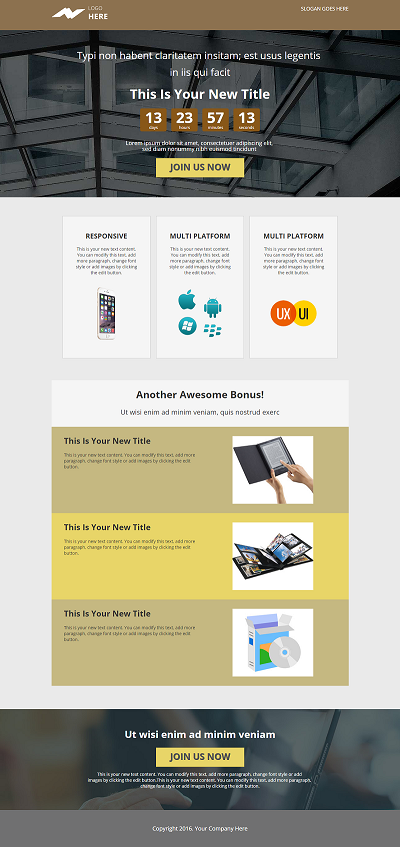 LOGO
HERE
SLOGAN GOES HERE
Typi non habent claritatem insitam; est usus legentis
in iis qui facit
This Is Your New Title
13 23 57 13
days hours minutes seconds
Lorem ipsum dolor sit amet, consectetuer adipiscing elit,
sed diam nonummy nibh euismod tincidunt
JOIN US NOW
RESPONSIVE
This is your new text content.
You can modify this text, add
more paragraph, change font
style or add images by clicking
the edit button.
MULTI PLATFORM
This is your new text content.
You can modify this text, add
more paragraph, change font
style or add images by clicking
the edit button.
MULTI PLATFORM
This is your new text content.
You can modify this text, add
more paragraph, change font
style or add images by clicking
the edit button.
UX UI
Another Awesome Bonus!
Ut wisi enim ad minim veniam, quis nostrud exerc
This Is Your New Title
This is your new text content. You can modify this text, add more
paragraph, change font style or add images by clicking the edit
button.
This Is Your New Title
This is your new text content. You can modify this text, add more
paragraph, change font style or add images by clicking the edit
button.
This Is Your New Title
This is your new text content. You can modify this text, add more
paragraph, change font style or add images by clicking the edit
button.
Ut wisi enim ad minim veniam
JOIN US NOW
This is your new text content. You can modify this text, add more paragraph, change font style or add
images by clicking the edit button.This is your new text content. You can modify this text, add more paragraph,
change font style or add images by clicking the edit button.
Copyright 2016. Your Company Here